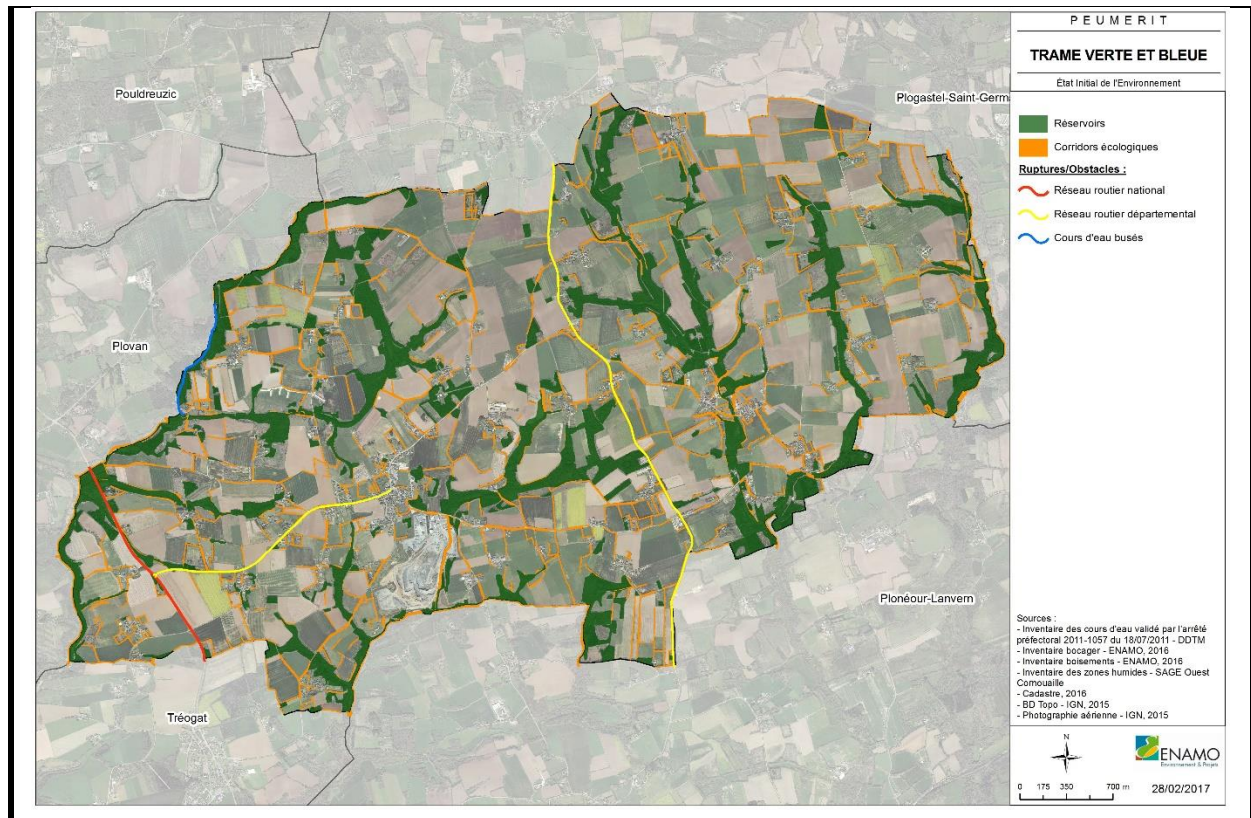 PEUMERIT
TRAME VERTE ET BLEUE
État Initial de l'Environnement
Réservoirs
Corridors écologiques
Ruptures/Obstacles :
Réseau routier national
Réseau routier départemental
Cours d'eau busés
Pouldreuzic
Plogastel-Saint-Germ
Plovan
Plonéour-Lanvern
Tréogat
Sources :
- Inventaire des cours d'eau validé par l'arrêté
préfectoral 2011-1057 du 18/07/2011 - DDTM
- Inventaire bocager - ENAMO, 2016
- Inventaire boisements - ENAMO, 2016
- Inventaire des zones humides - SAGE Ouest
Cornouaille
- Cadastre, 2016
- BD Topo - IGN, 2015
- Photographie aérienne - IGN, 2015
N
ENAMO
Environnement & Projets
0 175 350 700 m
28/02/2017